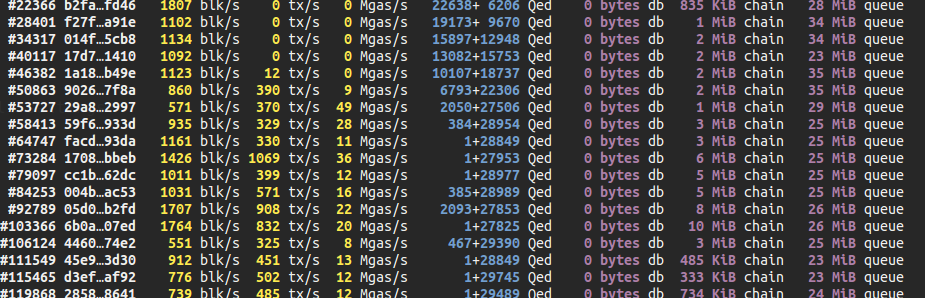 #22366 b2fa…fd46 1807 blk/s 0 tx/s 0 Mgas/s 22638+ 6206 Qed 0 bytes db 835 KiB chain 28 MiB queue
#28401 f27f…a91e 1102 blk/s 0 tx/s 0 Mgas/s 19173+ 9670 Qed 0 bytes db 1 MiB chain 34 MiB queue
#34317 014f…5cb8 1134 blk/s 0 tx/s 0 Mgas/s 15897+12948 Qed 0 bytes db 2 MiB chain 34 MiB queue
#40117 17d7…1410 1092 blk/s 0 tx/s 0 Mgas/s 13082+15753 Qed 0 bytes db 2 MiB chain 23 MiB queue
#46382 1a18…b49e 1123 blk/s 12 tx/s 0 Mgas/s 10107+18737 Qed 0 bytes db 2 MiB chain 35 MiB queue
#50863 9026…7f8a 860 blk/s 390 tx/s 9 Mgas/s 6793+22306 Qed 0 bytes db 2 MiB chain 35 MiB queue
#53727 29a8…2997 571 blk/s 370 tx/s 49 Mgas/s 2050+27506 Qed 0 bytes db 1 MiB chain 29 MiB queue
#58413 59f6…933d 935 blk/s 329 tx/s 28 Mgas/s 384+28954 Qed 0 bytes db 3 MiB chain 25 MiB queue
#64747 facd…93da 1161 blk/s 330 tx/s 11 Mgas/s 1+28849 Qed 0 bytes db 3 MiB chain 25 MiB queue
#73284 1708…bbeb 1426 blk/s 1069 tx/s 36 Mgas/s 1+27953 Qed 0 bytes db 6 MiB chain 25 MiB queue
#79097 cc1b…62dc 1011 blk/s 399 tx/s 12 Mgas/s 1+28977 Qed 0 bytes db 5 MiB chain 25 MiB queue
#84253 004b…ac53 1031 blk/s 571 tx/s 16 Mgas/s 385+28989 Qed 0 bytes db 5 MiB chain 25 MiB queue
#92789 05d0…b2fd 1707 blk/s 908 tx/s 22 Mgas/s 2093+27853 Qed 0 bytes db 8 MiB chain 26 MiB queue
#103366 6b0a…07ed 1764 blk/s 832 tx/s 20 Mgas/s 1+27825 Qed 0 bytes db 10 MiB chain 26 MiB queue
#106124 4460…74e2 551 blk/s 325 tx/s 8 Mgas/s 467+29390 Qed 0 bytes db 3 MiB chain 25 MiB queue
#111549 45e9…3d30 912 blk/s 451 tx/s 13 Mgas/s 1+28849 Qed 0 bytes db 485 KiB chain 25 MiB queue
#115465 d3ef…af92 776 blk/s 502 tx/s 12 Mgas/s 1+29745 Qed 0 bytes db 333 KiB chain 23 MiB queue
#119868 2858…8641 739 blk/s 485 tx/s 12 Mgas/s 1+29489 Qed 0 bytes db 734 KiB chain 24 MiB queue